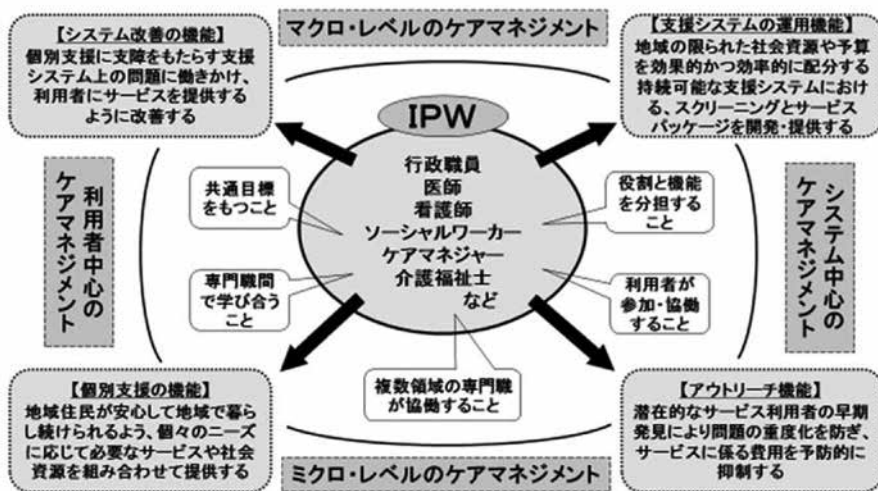 マクロ・レベルのケアマネジメント
【システム改善の機能】
個別支援に支障をもたらす支援
システム上の問題に働きかけ、
利用者にサービスを提供する
ように改善する
【支援システムの運用機能】
地域の限られた社会資源や予算
を効果的かつ効率的に配分する
持続可能な支援システムにおけ
る、スクリーニングとサービス
パッケージを開発・提供する
IPW
行政職員
医師
看護師
ソーシャルワーカー
ケアマネジャー
介護福祉士
など
共通目標
をもつこと
役割と機能
を分担する
こと
専門職間
で学び合う
こと
利用者が
参加・協働
すること
複数領域の専門職
が協働すること
利用者中心の
ケアマネジメント
システム中心の
ケアマネジメント
【個別支援の機能】
地域住民が安心して地域で暮ら
し続けられるよう、個々のニーズ
に応じて必要なサービスや社会
資源を組み合わせて提供する
【アウトリーチ機能】
潜在的なサービス利用者の早期
発見により問題の重度化を防ぎ、
サービスに係る費用を予防的に
抑制する
ミクロ・レベルのケアマネジメント